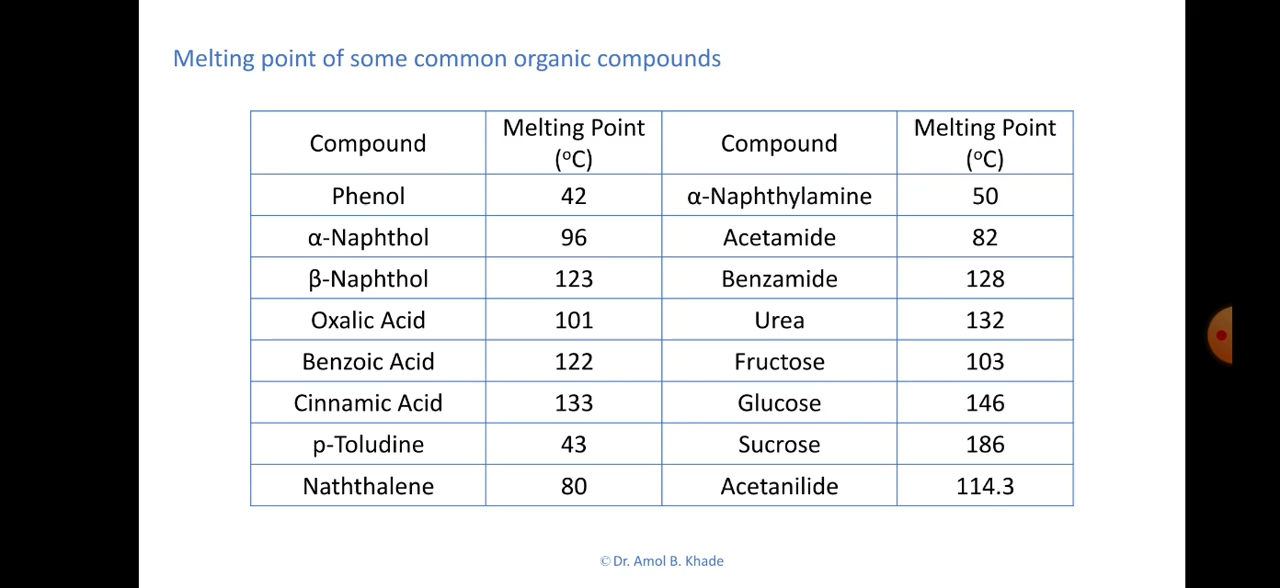 Melting point of some common organic compounds
Compound Melting Point (°C) Compound Melting Point (°C)
Phenol 42 α-Naphthylamine 50
α-Naphthol 96 Acetamide 82
β-Naphthol 123 Benzamide 128
Oxalic Acid 101 Urea 132
Benzoic Acid 122 Fructose 103
Cinnamic Acid 133 Glucose 146
p-Toludine 43 Sucrose 186
Naththalene 80 Acetanilide 114.3
© Dr. Amol B. Khade